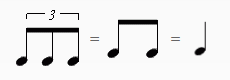 3
= =